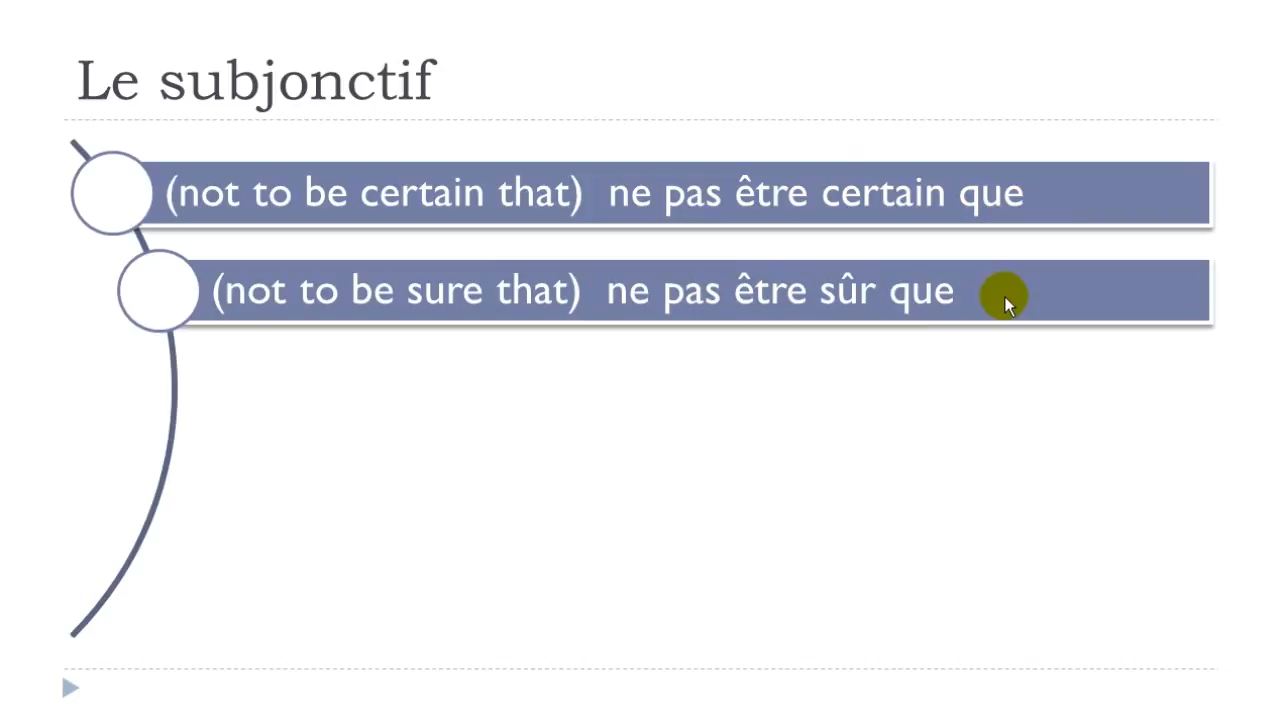 Le subjonctif
(not to be certain that) ne pas être certain que
(not to be sure that) ne pas être sûr que